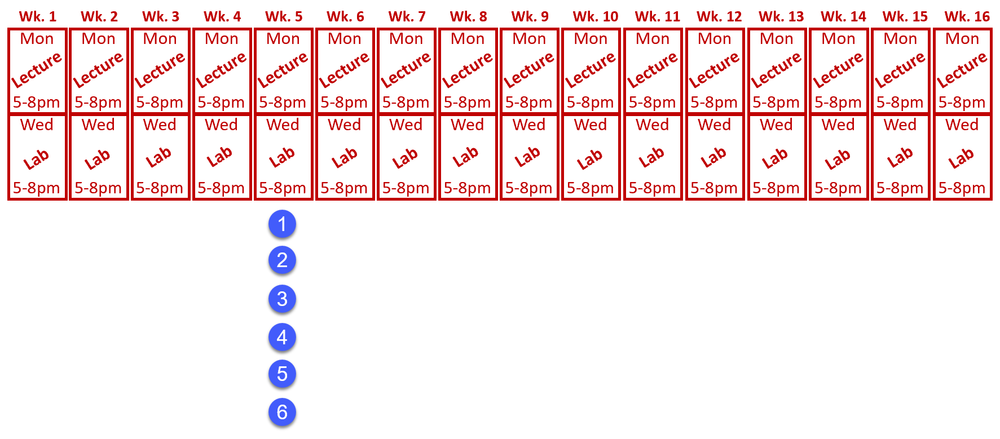 Wk. 1 Wk. 2 Wk. 3 Wk. 4 Wk. 5 Wk. 6 Wk. 7 Wk. 8 Wk. 9 Wk. 10 Wk. 11 Wk. 12 Wk. 13 Wk. 14 Wk. 15 Wk. 16
Mon Mon Mon Mon Mon Mon Mon Mon Mon Mon Mon Mon Mon Mon Mon Mon
Lecture Lecture Lecture Lecture Lecture Lecture Lecture Lecture Lecture Lecture Lecture Lecture Lecture Lecture Lecture Lecture
5-8pm 5-8pm 5-8pm 5-8pm 5-8pm 5-8pm 5-8pm 5-8pm 5-8pm 5-8pm 5-8pm 5-8pm 5-8pm 5-8pm 5-8pm 5-8pm
Wed Wed Wed Wed Wed Wed Wed Wed Wed Wed Wed Wed Wed Wed Wed Wed
Lab Lab Lab Lab Lab Lab Lab Lab Lab Lab Lab Lab Lab Lab Lab Lab
5-8pm 5-8pm 5-8pm 5-8pm 5-8pm 5-8pm 5-8pm 5-8pm 5-8pm 5-8pm 5-8pm 5-8pm 5-8pm 5-8pm 5-8pm 5-8pm
1
2
3
4
5
6